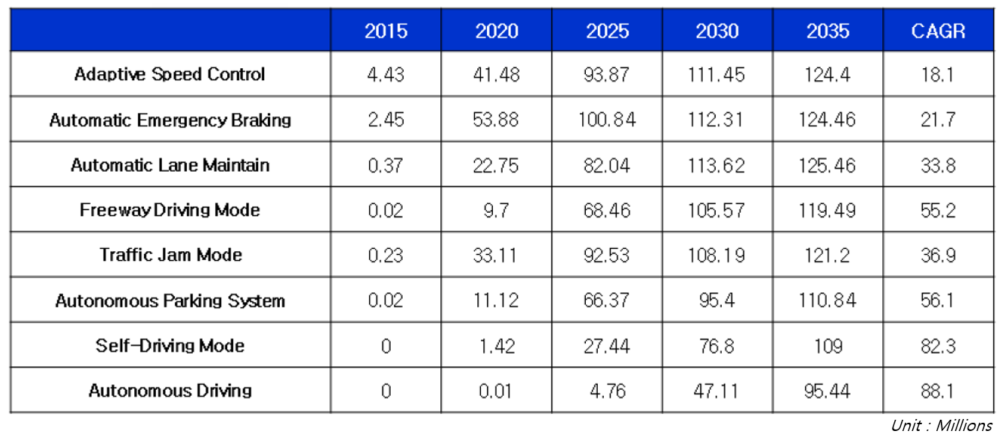 2015 2020 2025 2030 2035 CAGR
Adaptive Speed Control 4.43 41.48 93.87 111.45 124.4 18.1
Automatic Emergency Braking 2.45 53.88 100.84 112.31 124.46 21.7
Automatic Lane Maintain 0.37 22.75 82.04 113.62 125.46 33.8
Freeway Driving Mode 0.02 9.7 68.46 105.57 119.49 55.2
Traffic Jam Mode 0.23 33.11 92.53 108.19 121.2 36.9
Autonomous Parking System 0.02 11.12 66.37 95.4 110.84 56.1
Self-Driving Mode 0 1.42 27.44 76.8 109 82.3
Autonomous Driving 0 0.01 4.76 47.11 95.44 88.1
Unit : Millions